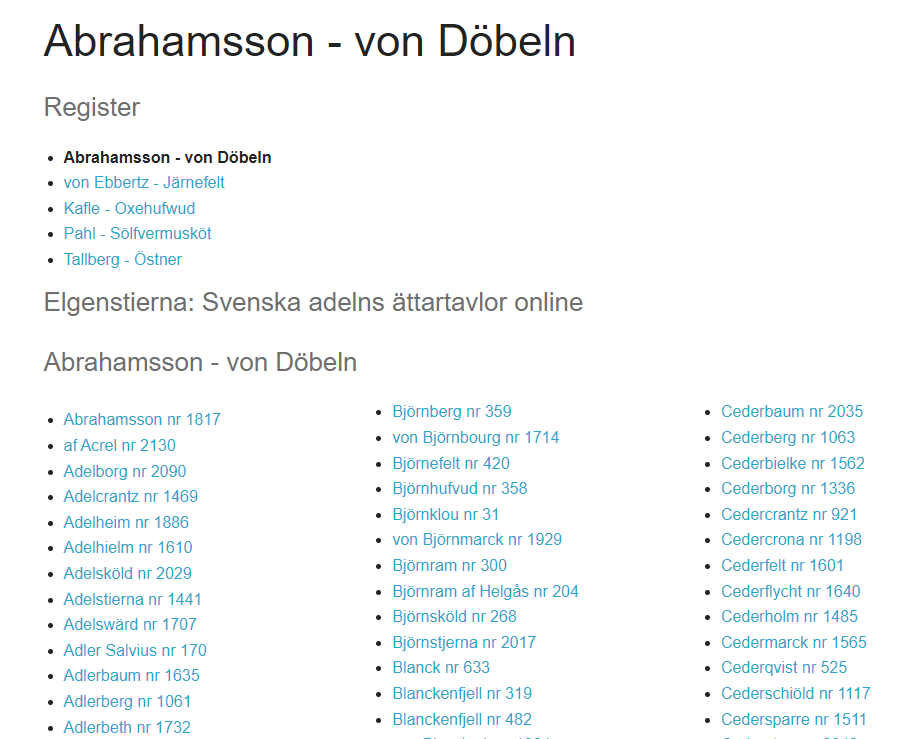 Abrahamsson - von Döbeln
Register
Abrahamsson - von Döbeln
von Ebbertz - Järnefelt
Kafle - Oxehufwud
Pahl - Sölfvermusköt
Tallberg - Östner
Elgenstierna: Svenska adelns ättartavlor online
Abrahamsson - von Döbeln
Abrahamsson nr 1817
af Acrel nr 2130
Adelborg nr 2090
Adelcrantz nr 1469
Adelheim nr 1886
Adelhielm nr 1610
Adelsköld nr 2029
Adelstierna nr 1441
Adelswärd nr 1707
Adler Salvius nr 170
Adlerbaum nr 1635
Adlerberg nr 1061
Adlerbeth nr 1732
Björnberg nr 359
von Björnbourg nr 1714
Björnefelt nr 420
Björnhufvud nr 358
Björnklou nr 31
von Björnmarck nr 1929
Björnram nr 300
Björnram af Helgås nr 204
Björnsköld nr 268
Björnstjerna nr 2017
Blanck nr 633
Blanckenfjell nr 319
Blanckenfjell nr 482
Cederbaum nr 2035
Cederberg nr 1063
Cederbielke nr 1562
Cederborg nr 1336
Cedercrantz nr 921
Cedercrona nr 1198
Cederfelt nr 1601
Cederflycht nr 1640
Cederholm nr 1485
Cedermarck nr 1565
Cederqvist nr 525
Cederschiöld nr 1117
Cedersparre nr 1511